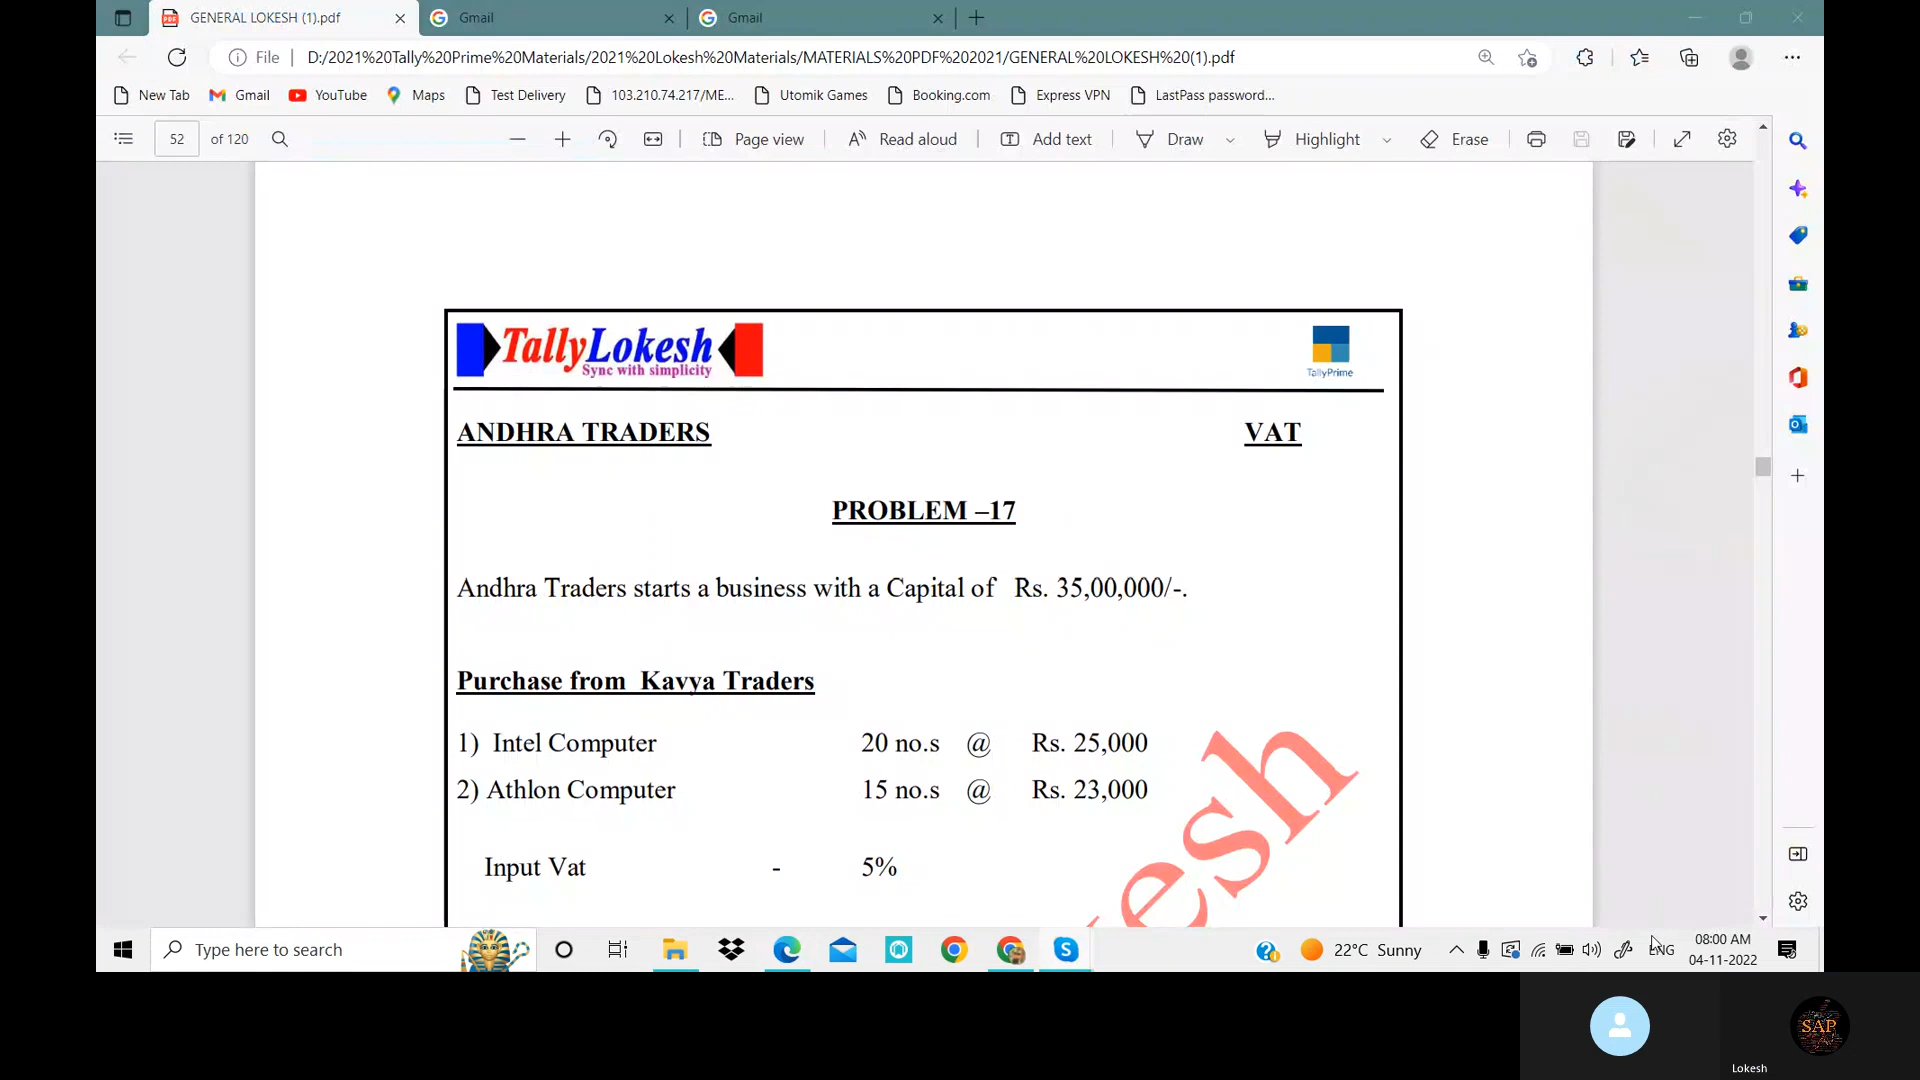 GENERAL LOKESH (1).pdf
Gmail
Gmail
File
D:/2021%20Tally%20Prime%20Materials/2021%20Lokesh%20Materials/MATERIALS%20PDF%202021/GENERAL%20LOKESH%20(1).pdf
New Tab Gmail YouTube Maps Test Delivery 103.210.74.217/ME... Utomik Games Booking.com Express VPN LastPass password...
52 of 120 Page view Read aloud Add text Draw Highlight Erase
TallyLokesh
Sync with simplicity
TallyPrime
ANDHRA TRADERS VAT
PROBLEM –17
Andhra Traders starts a business with a Capital of Rs. 35,00,000/-.
Purchase from Kavya Traders
1) Intel Computer 20 no.s @ Rs. 25,000
2) Athlon Computer 15 no.s @ Rs. 23,000
Input Vat - 5%
esh
Type here to search
22°C Sunny
ENG
08:00 AM
04-11-2022
SAP
Lokesh